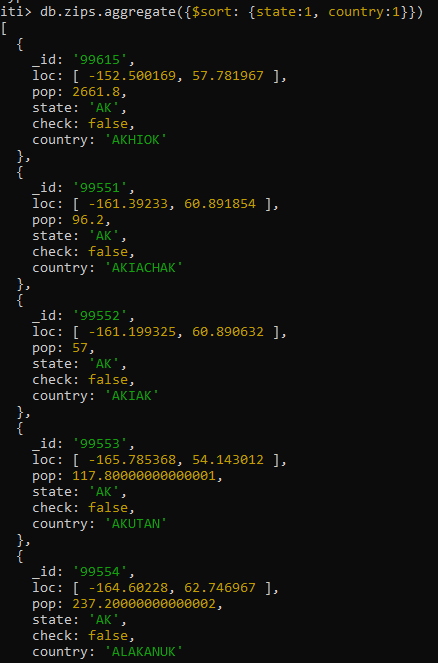 iti> db.zips.aggregate({$sort: {state:1, country:1}})
[
  {
    _id: '99615',
    loc: [ -152.500169, 57.781967 ],
    pop: 2661.8,
    state: 'AK',
    check: false,
    country: 'AKHIOK'
  },
  {
    _id: '99551',
    loc: [ -161.39233, 60.891854 ],
    pop: 96.2,
    state: 'AK',
    check: false,
    country: 'AKIACHAK'
  },
  {
    _id: '99552',
    loc: [ -161.199325, 60.890632 ],
    pop: 57,
    state: 'AK',
    check: false,
    country: 'AKIAK'
  },
  {
    _id: '99553',
    loc: [ -165.785368, 54.143012 ],
    pop: 117.80000000000001,
    state: 'AK',
    check: false,
    country: 'AKUTAN'
  },
  {
    _id: '99554',
    loc: [ -164.60228, 62.746967 ],
    pop: 237.20000000000002,
    state: 'AK',
    check: false,
    country: 'ALAKANUK'